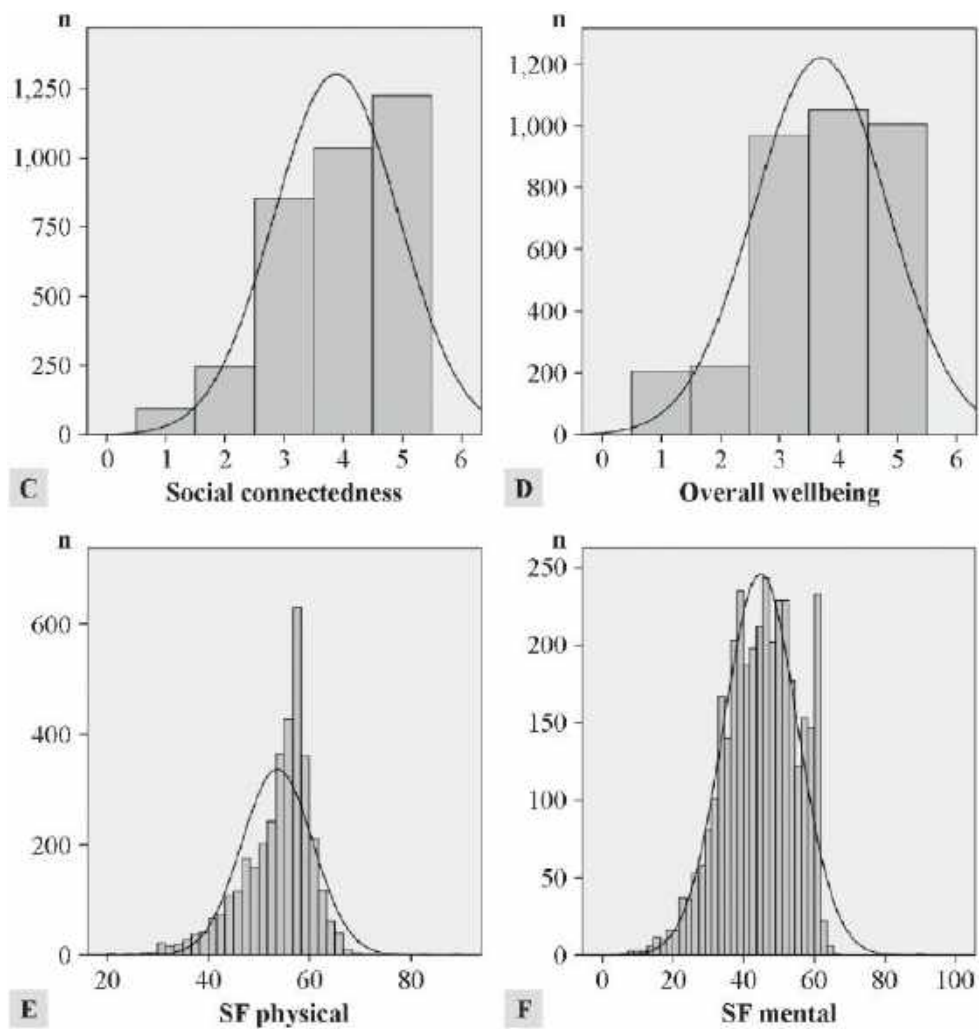 n n
1,250 1,200
1,000 1,000
750 800
500 600
250 400
0 200
0
0 1 2 3 4 5 6 0 1 2 3 4 5 6
C Social connectedness D Overall wellbeing
n n
600 250
400 200
200 150
0 100
50
0
20 40 60 80 0 20 40 60 80 100
E SF physical F SF mental